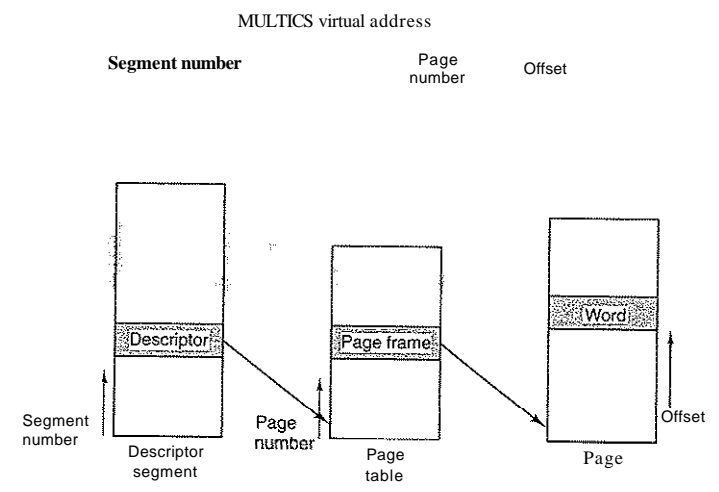 MULTICS virtual address
Segment number
Page
number
Offset
Descriptor
Page frame
Word
Segment
number
Page
number
Offset
Descriptor
segment
Page
table
Page